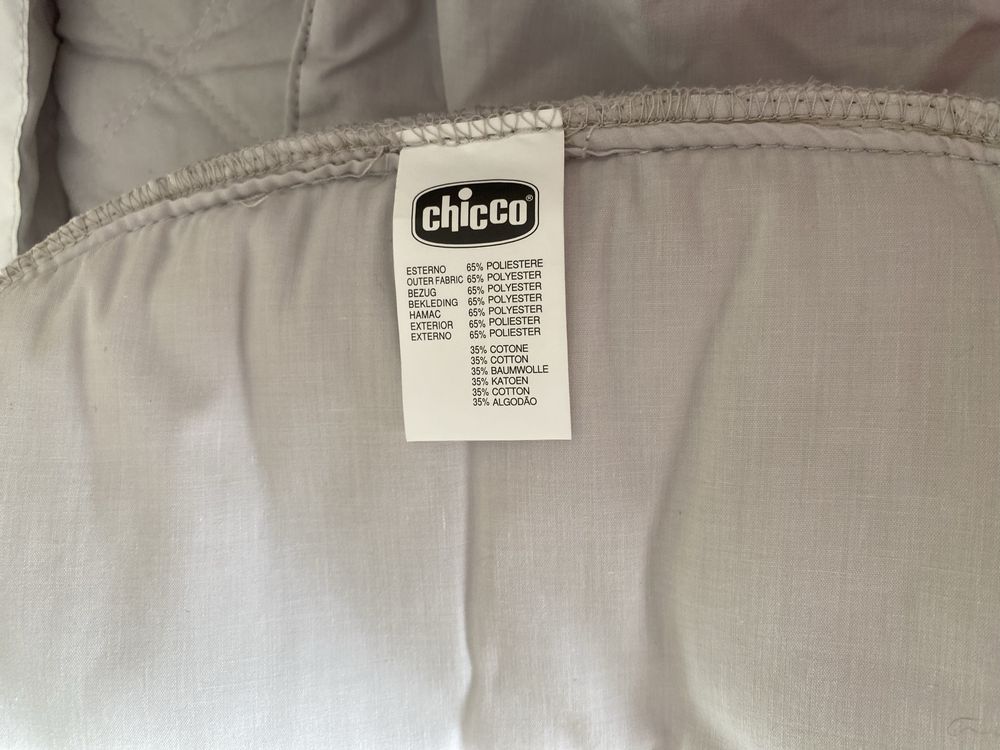 chicco®
ESTERNO 65% POLIESTERE
OUTER FABRIC 65% POLYESTER
BEZUG 65% POLYESTER
BEKLEDING 65% POLYESTER
HAMAC 65% POLYESTER
EXTERIOR 65% POLIESTER
EXTERNO 65% POLIESTER
35% COTONE
35% COTTON
35% BAUMWOLLE
35% KATOEN
35% COTTON
35% ALGODÃO